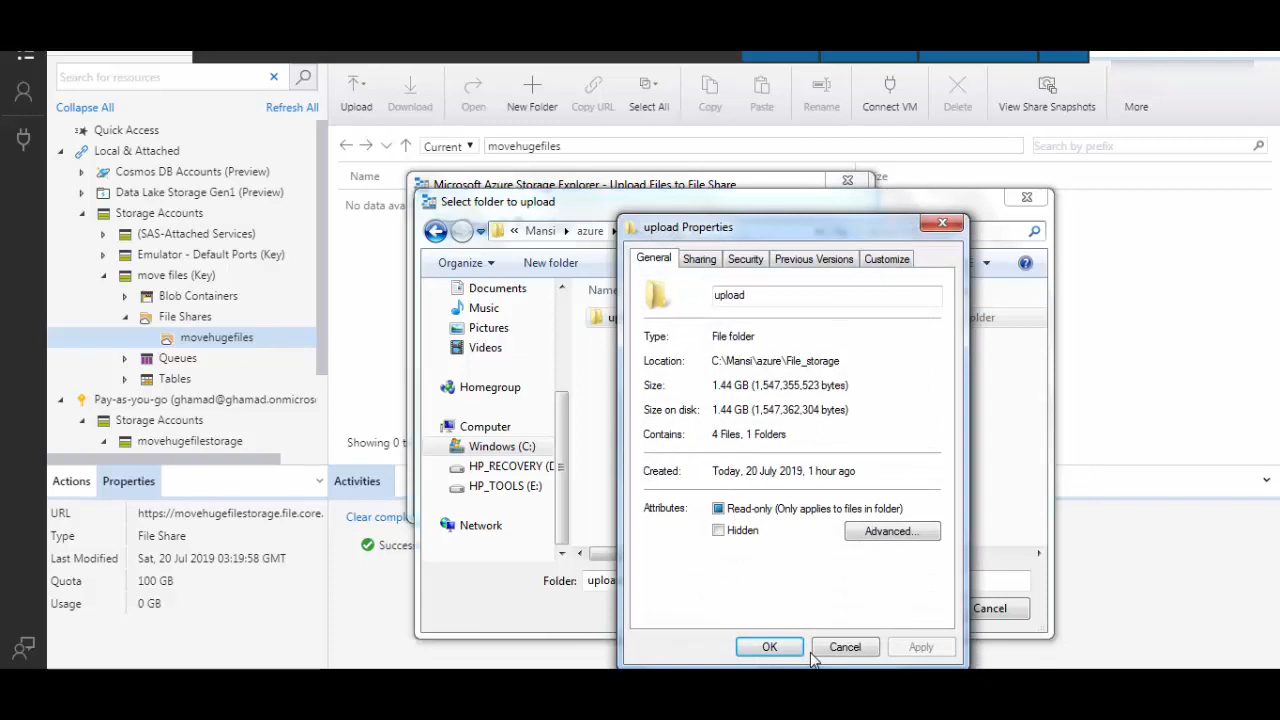 Search for resources
Collapse All
Refresh All
Quick Access
Local & Attached
Cosmos DB Accounts (Preview)
Data Lake Storage Gen1 (Preview)
Storage Accounts
(SAS-Attached Services)
Emulator - Default Ports (Key)
move files (Key)
Blob Containers
File Shares
movehugefiles
Queues
Tables
Pay-as-you-go (ghamad@ghamad.onmicros
Storage Accounts
movehugefilestorage
Actions
Properties
URL
https://movehugefilestorage.file.core.
Type
File Share
Last Modified
Sat, 20 Jul 2019 03:19:58 GMT
Quota
100 GB
Usage
0 GB
Upload
Download
Open
New Folder
Copy URL
Select All
Copy
Paste
Rename
Connect VM
Delete
View Share Snapshots
More
Current
movehugefiles
Search by prefix
Name
No data ava
Showing 0 t
Activities
Clear compl
Success
Microsoft Azure Storage Explorer - Upload Files to File Share
Select folder to upload
« Mansi
azure
Organize
New folder
Documents
Music
Pictures
Videos
Homegroup
Computer
Windows (C:)
HP_RECOVERY (D
HP_TOOLS (E:)
Network
Name
up
older
Folder:
uploa
Cancel
upload Properties
General
Sharing
Security
Previous Versions
Customize
upload
Type:
File folder
Location:
C:\Mansi\azure\File_storage
Size:
1.44 GB (1,547,355,523 bytes)
Size on disk:
1.44 GB (1,547,362,304 bytes)
Contains:
4 Files, 1 Folders
Created:
Today, 20 July 2019, 1 hour ago
Attributes:
Read-only (Only applies to files in folder)
Hidden
Advanced...
OK
Cancel
Apply